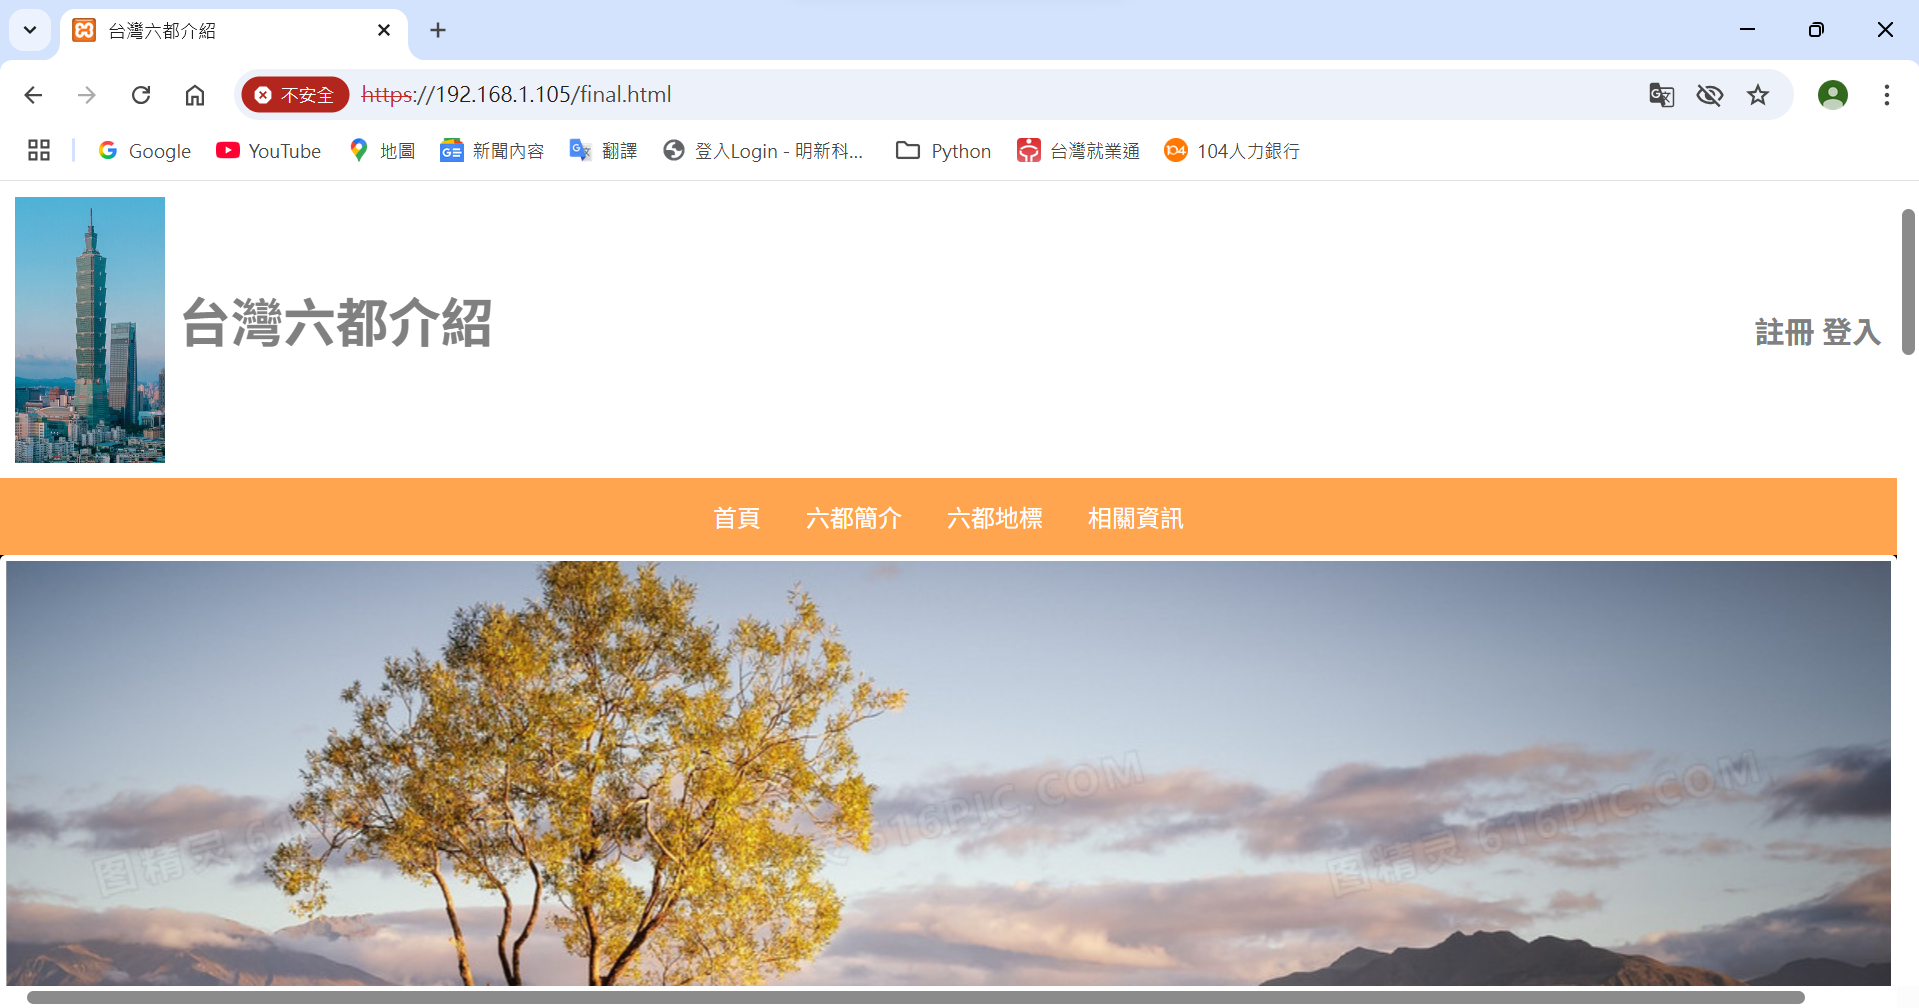 台灣六都介紹
不安全 https://192.168.1.105/final.html
Google YouTube 地圖 新聞內容 翻譯 登入Login - 明新科... Python 台灣就業通 104人力銀行
台灣六都介紹
註冊 登入
首頁 六都簡介 六都地標 相關資訊
图精灵 616PIC.COM
图精灵 616PIC.COM